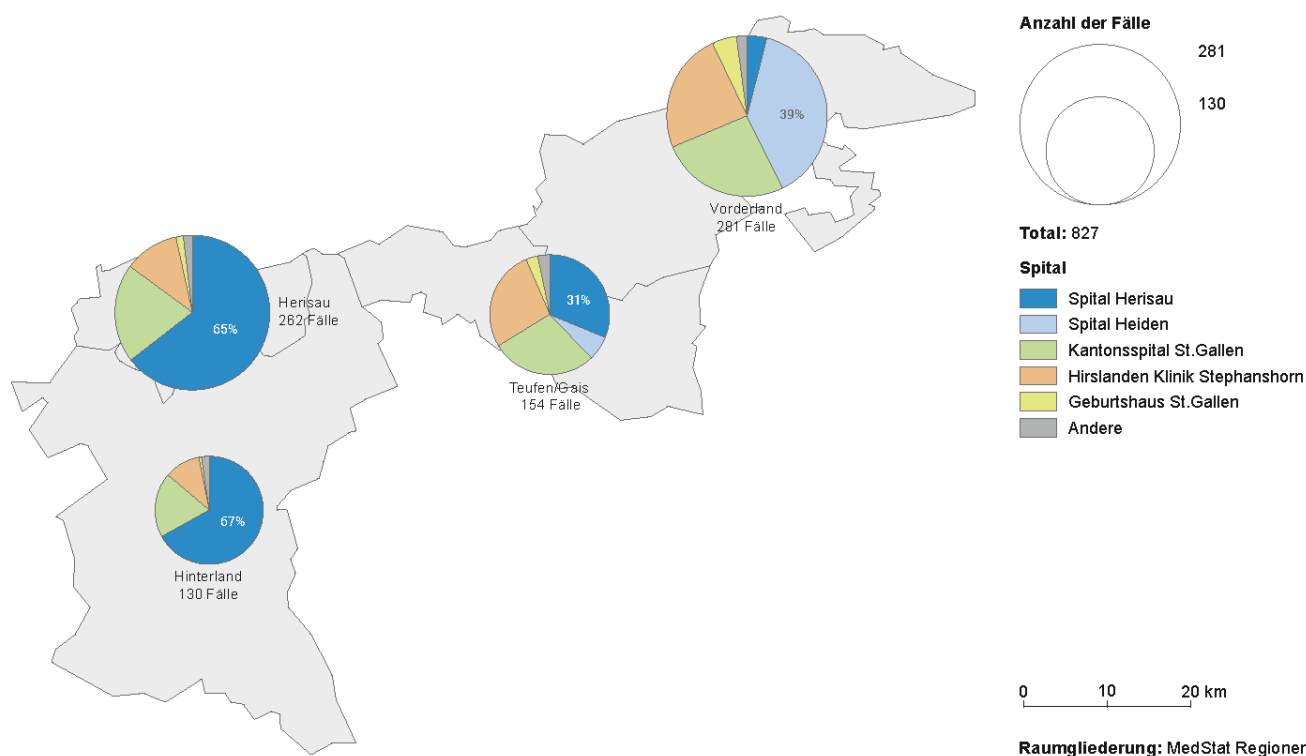 39%
Vorderland
281 Fälle
65%
Herisau
262 Fälle
31%
Teufen/Gais
154 Fälle
67%
Hinterland
130 Fälle
Anzahl der Fälle
281
130
Total: 827
Spital
Spital Herisau
Spital Heiden
Kantonsspital St.Gallen
Hirslanden Klinik Stephanshorn
Geburtshaus St.Gallen
Andere
0 10 20 km
Raumgliederung: MedStat Regionen